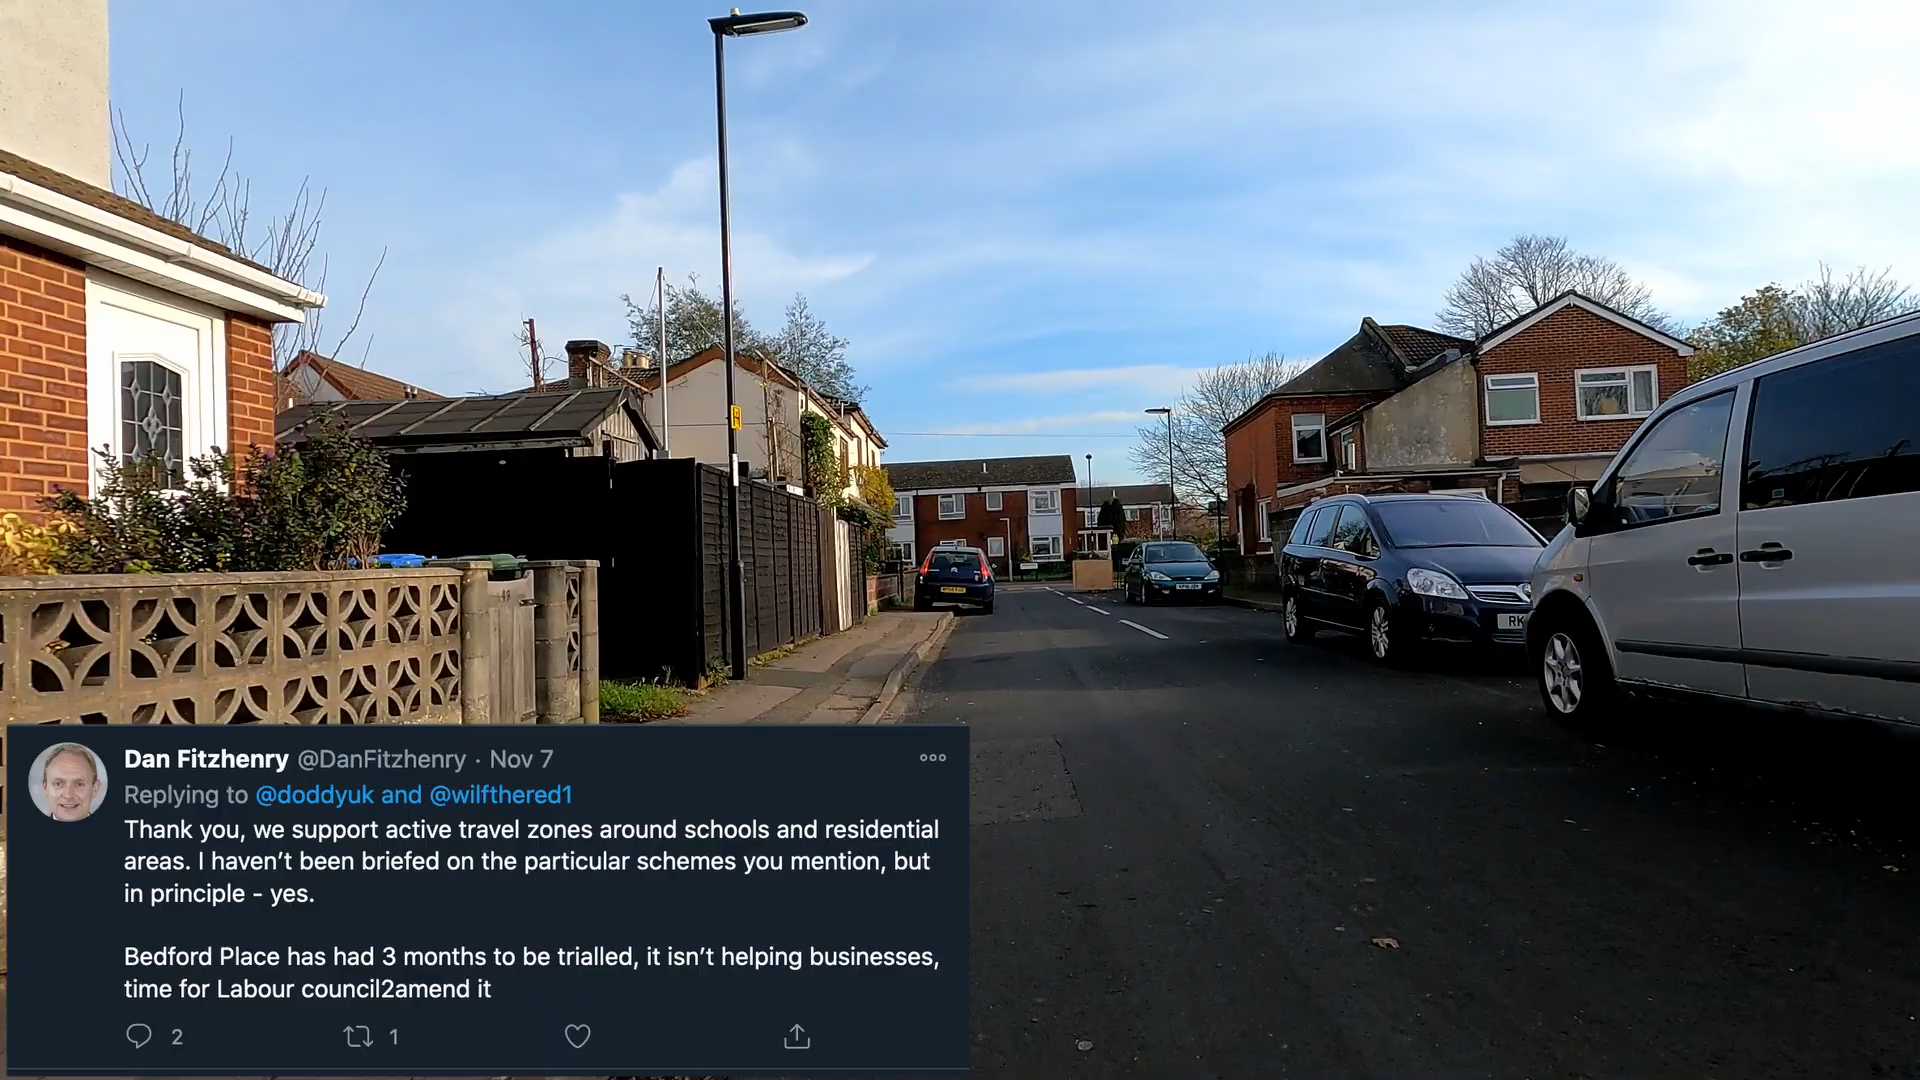 Dan Fitzhenry @DanFitzhenry · Nov 7
Replying to @doddyuk and @wilfthered1
Thank you, we support active travel zones around schools and residential
areas. I haven't been briefed on the particular schemes you mention, but
in principle - yes.
Bedford Place has had 3 months to be trialled, it isn't helping businesses,
time for Labour council2amend it
2
1
RK